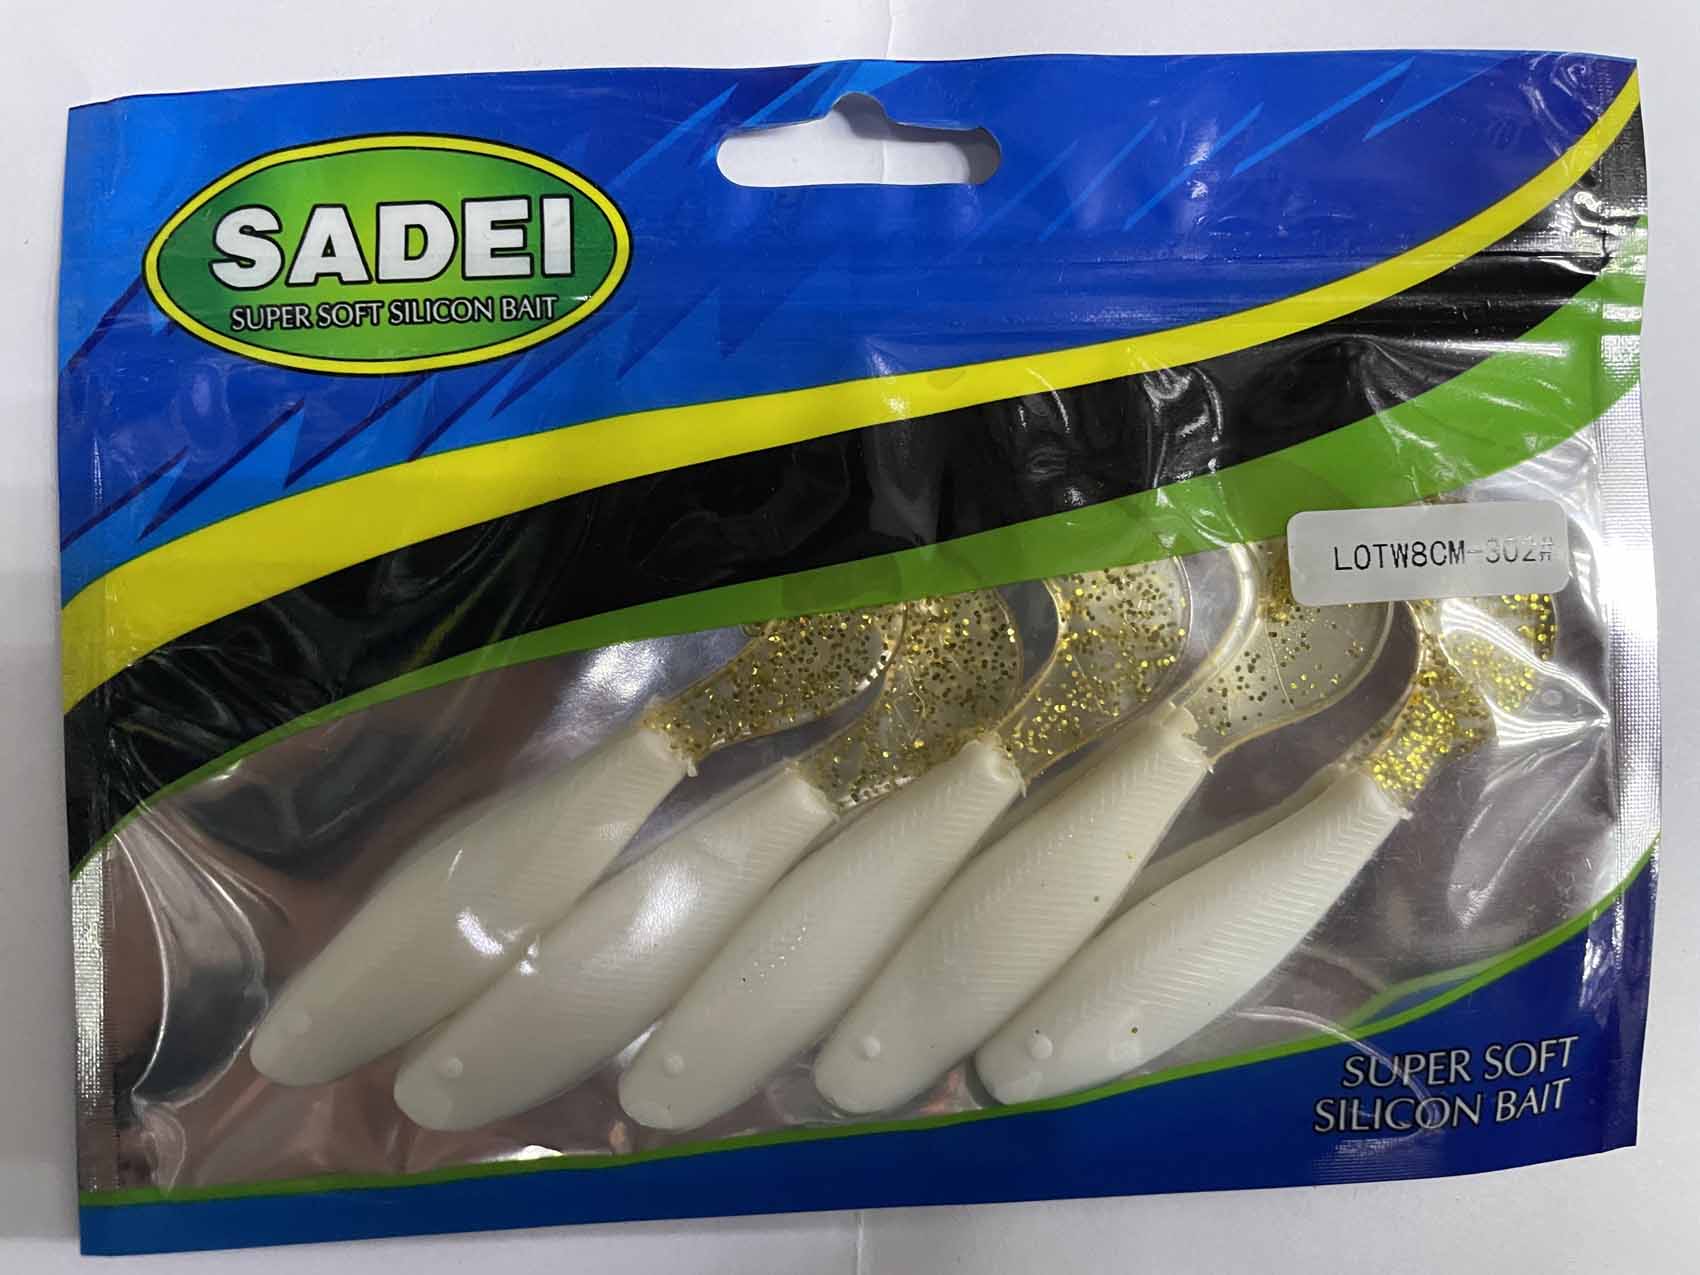 SADEI
SUPER SOFT SILICON BAIT
LOTW8CM-302#
SUPER SOFT
SILICON BAIT